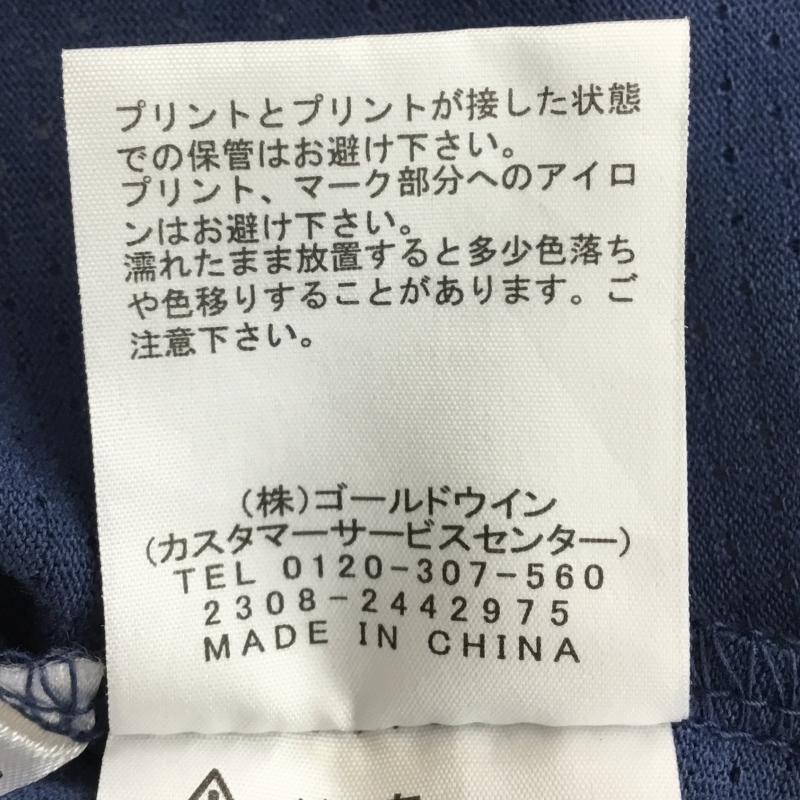 プリントとプリントが接した状態
での保管はお避け下さい。
プリント、マーク部分へのアイロ
ンはお避け下さい。
濡れたまま放置すると多少色落ち
や色移りすることがあります。ご
注意下さい。
(株)ゴールドウイン
(カスタマーサービスセンター)
TEL 0120-307-560
2308-2442975
MADE IN CHINA